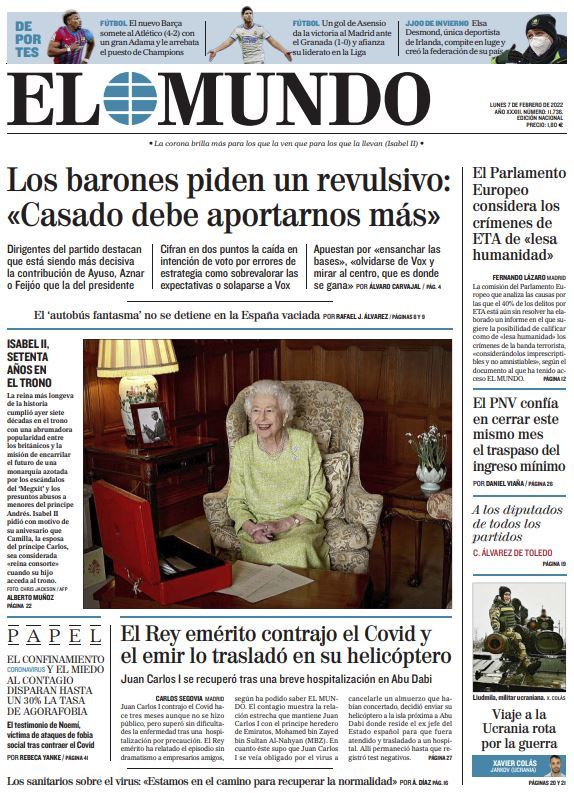 DE
POR
TES
FÚTBOL El nuevo Barça
somete al Atlético (4-2) con
un gran Adama y le arrebata
el puesto de Champions
FÚTBOL Un gol de Asensio
da la victoria al Madrid ante
el Granada (1-0) y afianza
su liderato en la Liga
JJOO DE INVIERNO Elsa
Desmond, única deportista
de Irlanda, compite en luge y
creó la federación de su país
EL MUNDO
LUNES 7 DE FEBRERO DE 2022
AÑO XXXIII. NÚMERO: 11.736.
EDICIÓN NACIONAL
PRECIO: 1,80 €
• La corona brilla más para los que la ven que para los que la llevan (Isabel II) •
Los barones piden un revulsivo:
«Casado debe aportarnos más»
Dirigentes del partido destacan
que está siendo más decisiva
la contribución de Ayuso, Aznar
o Feijóo que la del presidente
Cifran en dos puntos la caída en
intención de voto por errores de
estrategia como sobrevalorar las
expectativas o solaparse a Vox
Apuestan por «ensanchar las
bases», «olvidarse de Vox y
mirar al centro, que es donde
se gana» POR ÁLVARO CARVAJAL / PÁG. 4
El 'autobús fantasma' no se detiene en la España vaciada POR RAFAEL J. ÁLVAREZ / PÁGINAS 8 Y 9
ISABEL II,
SETENTA
AÑOS EN
EL TRONO
La reina más longeva
de la historia
cumplió ayer siete
décadas en el trono
con una abrumadora
popularidad entre
los británicos y la
misión de encarrilar
el futuro de una
monarquía azotada
por los escándalos
del 'Megxit' y los
presuntos abusos a
menores del príncipe
Andrés. Isabel II
pidió con motivo de
su anivesario que
Camilla, la esposa
del príncipe Carlos,
sea considerada
«reina consorte»
cuando su hijo
acceda al trono.
FOTO: CHRIS JACKSON / AFP
ALBERTO MUÑOZ
PÁGINA 22
El Parlamento
Europeo
considera los
crímenes de
ETA de «lesa
humanidad»
FERNANDO LÁZARO MADRID
La comisión del Parlamento Europeo que analiza las causas por
las que el 40% de los delitos por
ETA está aún sin resolver ha elaborado un informe en el que sugiere la posibilidad de calificar
como de «lesa humanidad» los
crímenes de la banda terrorista,
«considerándolos imprescriptibles y no amnistiables», según el
documento al que ha tenido acceso EL MUNDO. PÁGINA 12
El PNV confía
en cerrar este
mismo mes
el traspaso del
ingreso mínimo
POR DANIEL VIAÑA / PÁGINA 26
A los diputados
de todos los
partidos
C. ÁLVAREZ DE TOLEDO
PÁGINA 19
Liudmila, militar ucraniana. X. COLÁS
Viaje a la
Ucrania rota
por la guerra
XAVIER COLÁS
JARKOV (UCRANIA)
PÁGINAS 20 Y 21
PAPEL
EL CONFINAMIENTO
CORONAVIRUS Y EL MIEDO
AL CONTAGIO
DISPARAN HASTA
UN 30% LA TASA
DE AGORAFOBIA
El testimonio de Noemí,
víctima de ataques de fobia
social tras contraer el Covid
POR REBECA YANKE / PÁGINA 41
El Rey emérito contrajo el Covid y
el emir lo trasladó en su helicóptero
Juan Carlos I se recuperó tras una breve hospitalización en Abu Dabi
CARLOS SEGOVIA MADRID
Juan Carlos I contrajo el Covid hace tres meses aunque no se hizo
público, pero superó sin dificultades la enfermedad tras una hospitalización por precaución. El Rey
emérito ha relatado el episodio sin
dramatismo a empresarios amigos,
según ha podido saber EL MUNDO. El contagio muestra la relación estrecha que mantiene Juan
Carlos I con el príncipe heredero
de Emiratos, Mohamed bin Zayed
bin Sultan Al-Nahyan (MBZ). En
cuanto éste supo que Juan Carlos
I se veía obligado por el virus a
cancelarle un almuerzo que habían concertado, decidió enviar su
helicóptero a la isla próxima a Abu
Dabi donde reside el ex jefe del
Estado español para que fuera
atendido y trasladado a un hospital. Allí permaneció hasta que registró test negativos. PÁGINA 27
Los sanitarios sobre el virus: «Estamos en el camino para recuperar la normalidad» POR A. DÍAZ PÁG. 16